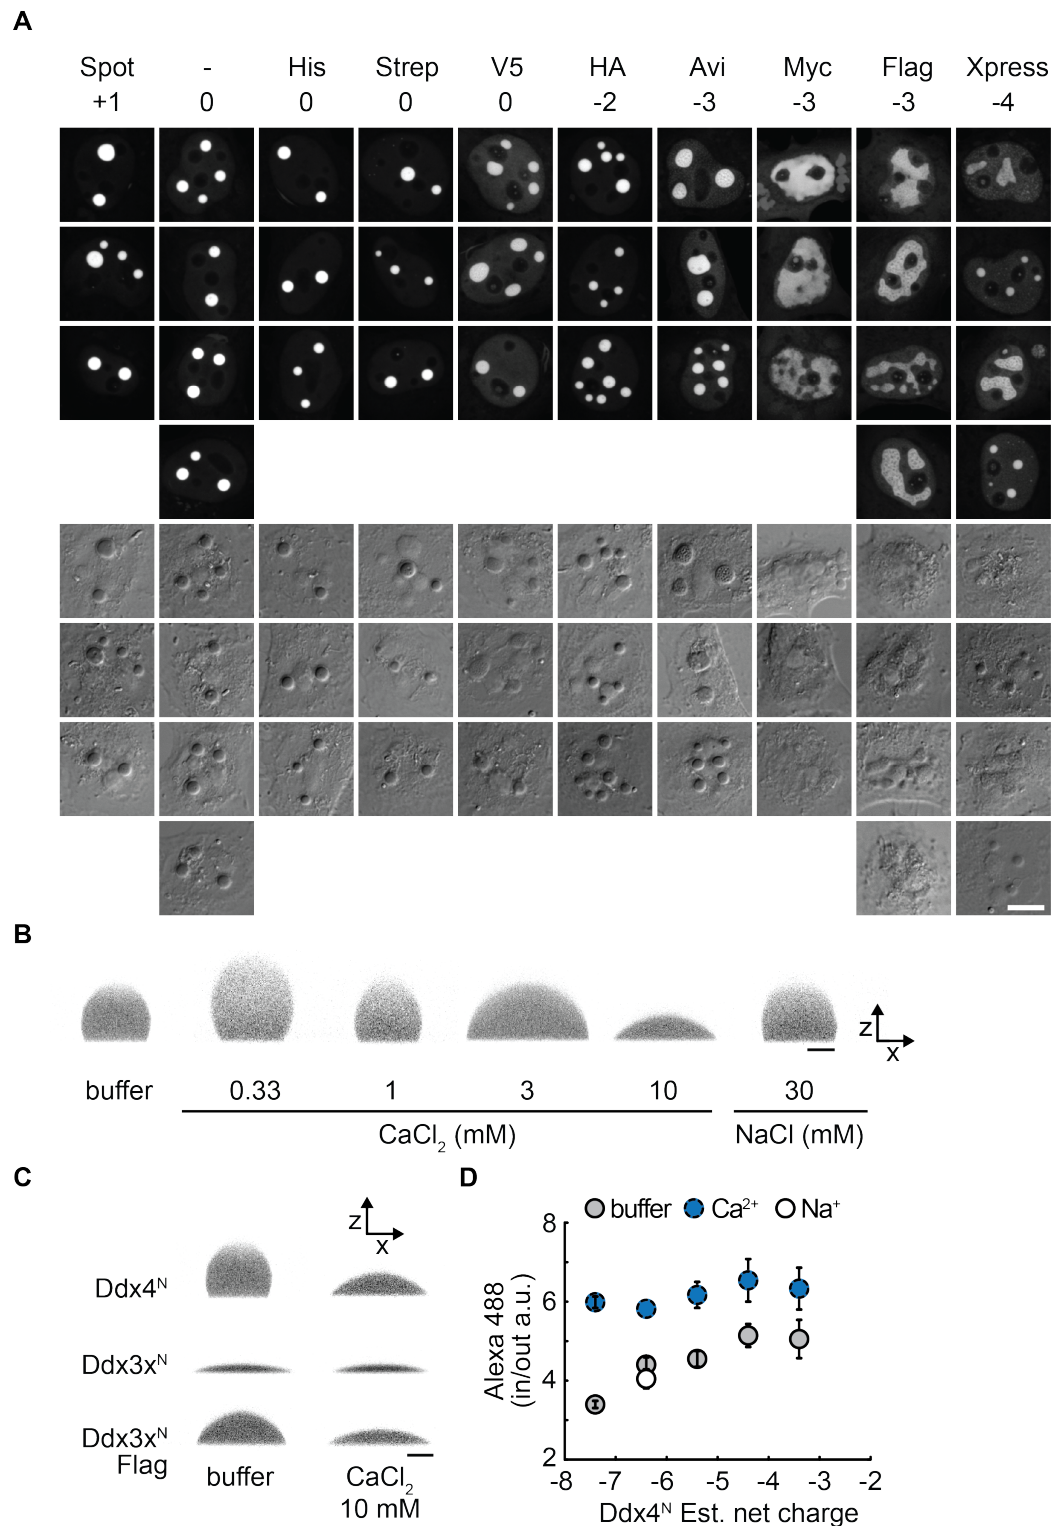 A
Spot - His Strep V5 HA Avi Myc Flag Xpress
+1 0 0 0 0 -2 -3 -3 -3 -4
B
z
x
buffer 0.33 1 3 10 30
CaCl₂ (mM) NaCl (mM)
C
z
x
Ddx4ᴺ
Ddx3xᴺ
Ddx3xᴺ
Flag
buffer CaCl₂
10 mM
D
buffer Ca²⁺ Na⁺
8
6
4
2
Alexa 488
(in/out a.u.)
-8 -7 -6 -5 -4 -3 -2
Ddx4ᴺ Est. net charge